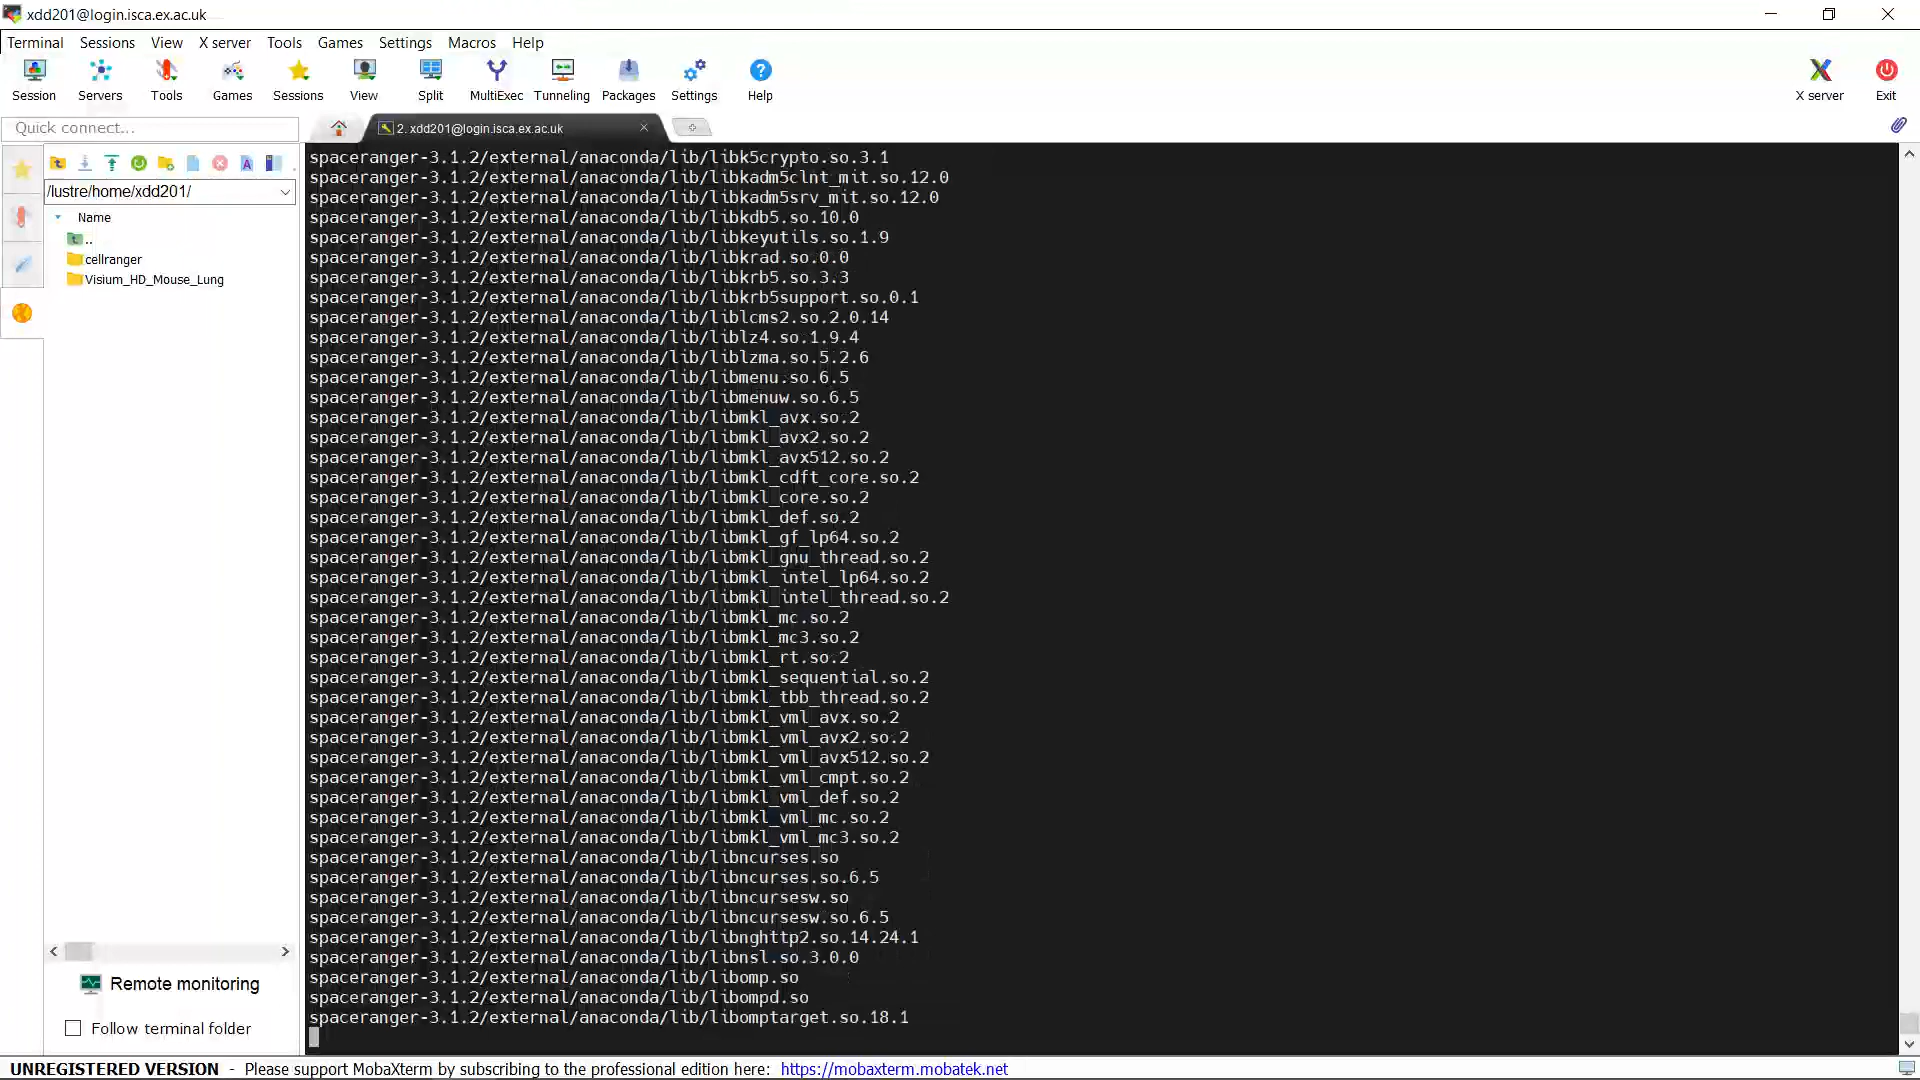 xdd201@login.isca.ex.ac.uk
Terminal Sessions View X server Tools Games Settings Macros Help
Session Servers Tools Games Sessions View Split MultiExec Tunneling Packages Settings Help X server Exit
Quick connect...
2. xdd201@login.isca.ex.ac.uk
/lustre/home/xdd201/
Name
..
cellranger
Visium_HD_Mouse_Lung
spaceranger-3.1.2/external/anaconda/lib/libk5crypto.so.3.1
spaceranger-3.1.2/external/anaconda/lib/libkadm5clnt_mit.so.12.0
spaceranger-3.1.2/external/anaconda/lib/libkadm5srv_mit.so.12.0
spaceranger-3.1.2/external/anaconda/lib/libkdb5.so.10.0
spaceranger-3.1.2/external/anaconda/lib/libkeyutils.so.1.9
spaceranger-3.1.2/external/anaconda/lib/libkrad.so.0.0
spaceranger-3.1.2/external/anaconda/lib/libkrb5.so.3.3
spaceranger-3.1.2/external/anaconda/lib/libkrb5support.so.0.1
spaceranger-3.1.2/external/anaconda/lib/liblcms2.so.2.0.14
spaceranger-3.1.2/external/anaconda/lib/liblz4.so.1.9.4
spaceranger-3.1.2/external/anaconda/lib/liblzma.so.5.2.6
spaceranger-3.1.2/external/anaconda/lib/libmenu.so.6.5
spaceranger-3.1.2/external/anaconda/lib/libmenuw.so.6.5
spaceranger-3.1.2/external/anaconda/lib/libmkl_avx.so.2
spaceranger-3.1.2/external/anaconda/lib/libmkl_avx2.so.2
spaceranger-3.1.2/external/anaconda/lib/libmkl_avx512.so.2
spaceranger-3.1.2/external/anaconda/lib/libmkl_cdft_core.so.2
spaceranger-3.1.2/external/anaconda/lib/libmkl_core.so.2
spaceranger-3.1.2/external/anaconda/lib/libmkl_def.so.2
spaceranger-3.1.2/external/anaconda/lib/libmkl_gf_lp64.so.2
spaceranger-3.1.2/external/anaconda/lib/libmkl_gnu_thread.so.2
spaceranger-3.1.2/external/anaconda/lib/libmkl_intel_lp64.so.2
spaceranger-3.1.2/external/anaconda/lib/libmkl_intel_thread.so.2
spaceranger-3.1.2/external/anaconda/lib/libmkl_mc.so.2
spaceranger-3.1.2/external/anaconda/lib/libmkl_mc3.so.2
spaceranger-3.1.2/external/anaconda/lib/libmkl_rt.so.2
spaceranger-3.1.2/external/anaconda/lib/libmkl_sequential.so.2
spaceranger-3.1.2/external/anaconda/lib/libmkl_tbb_thread.so.2
spaceranger-3.1.2/external/anaconda/lib/libmkl_vml_avx.so.2
spaceranger-3.1.2/external/anaconda/lib/libmkl_vml_avx2.so.2
spaceranger-3.1.2/external/anaconda/lib/libmkl_vml_avx512.so.2
spaceranger-3.1.2/external/anaconda/lib/libmkl_vml_cmpt.so.2
spaceranger-3.1.2/external/anaconda/lib/libmkl_vml_def.so.2
spaceranger-3.1.2/external/anaconda/lib/libmkl_vml_mc.so.2
spaceranger-3.1.2/external/anaconda/lib/libmkl_vml_mc3.so.2
spaceranger-3.1.2/external/anaconda/lib/libncurses.so
spaceranger-3.1.2/external/anaconda/lib/libncurses.so.6.5
spaceranger-3.1.2/external/anaconda/lib/libncursesw.so
spaceranger-3.1.2/external/anaconda/lib/libncursesw.so.6.5
spaceranger-3.1.2/external/anaconda/lib/libnghttp2.so.14.24.1
spaceranger-3.1.2/external/anaconda/lib/libnsl.so.3.0.0
spaceranger-3.1.2/external/anaconda/lib/libomp.so
spaceranger-3.1.2/external/anaconda/lib/libompd.so
spaceranger-3.1.2/external/anaconda/lib/libomptarget.so.18.1
Remote monitoring
Follow terminal folder
UNREGISTERED VERSION - Please support MobaXterm by subscribing to the professional edition here: https://mobaxterm.mobatek.net